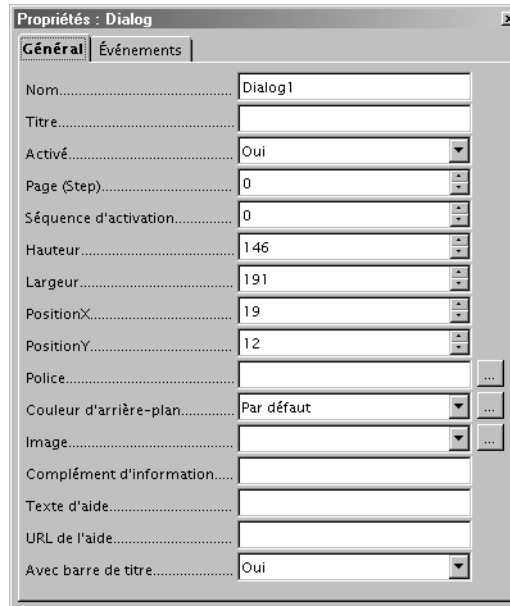 Propriétés : Dialog
Général Événements
Nom..................................... Dialog1
Titre.....................................
Activé................................... Oui
Page (Step)........................... 0
Séquence d'activation.............. 0
Hauteur................................ 146
Largeur................................. 191
PositionX............................... 19
PositionY............................... 12
Police.................................... ...
Couleur d'arrière-plan............ Par défaut ...
Image................................... ...
Complément d'information.....
Texte d'aide..........................
URL de l'aide.........................
Avec barre de titre................. Oui